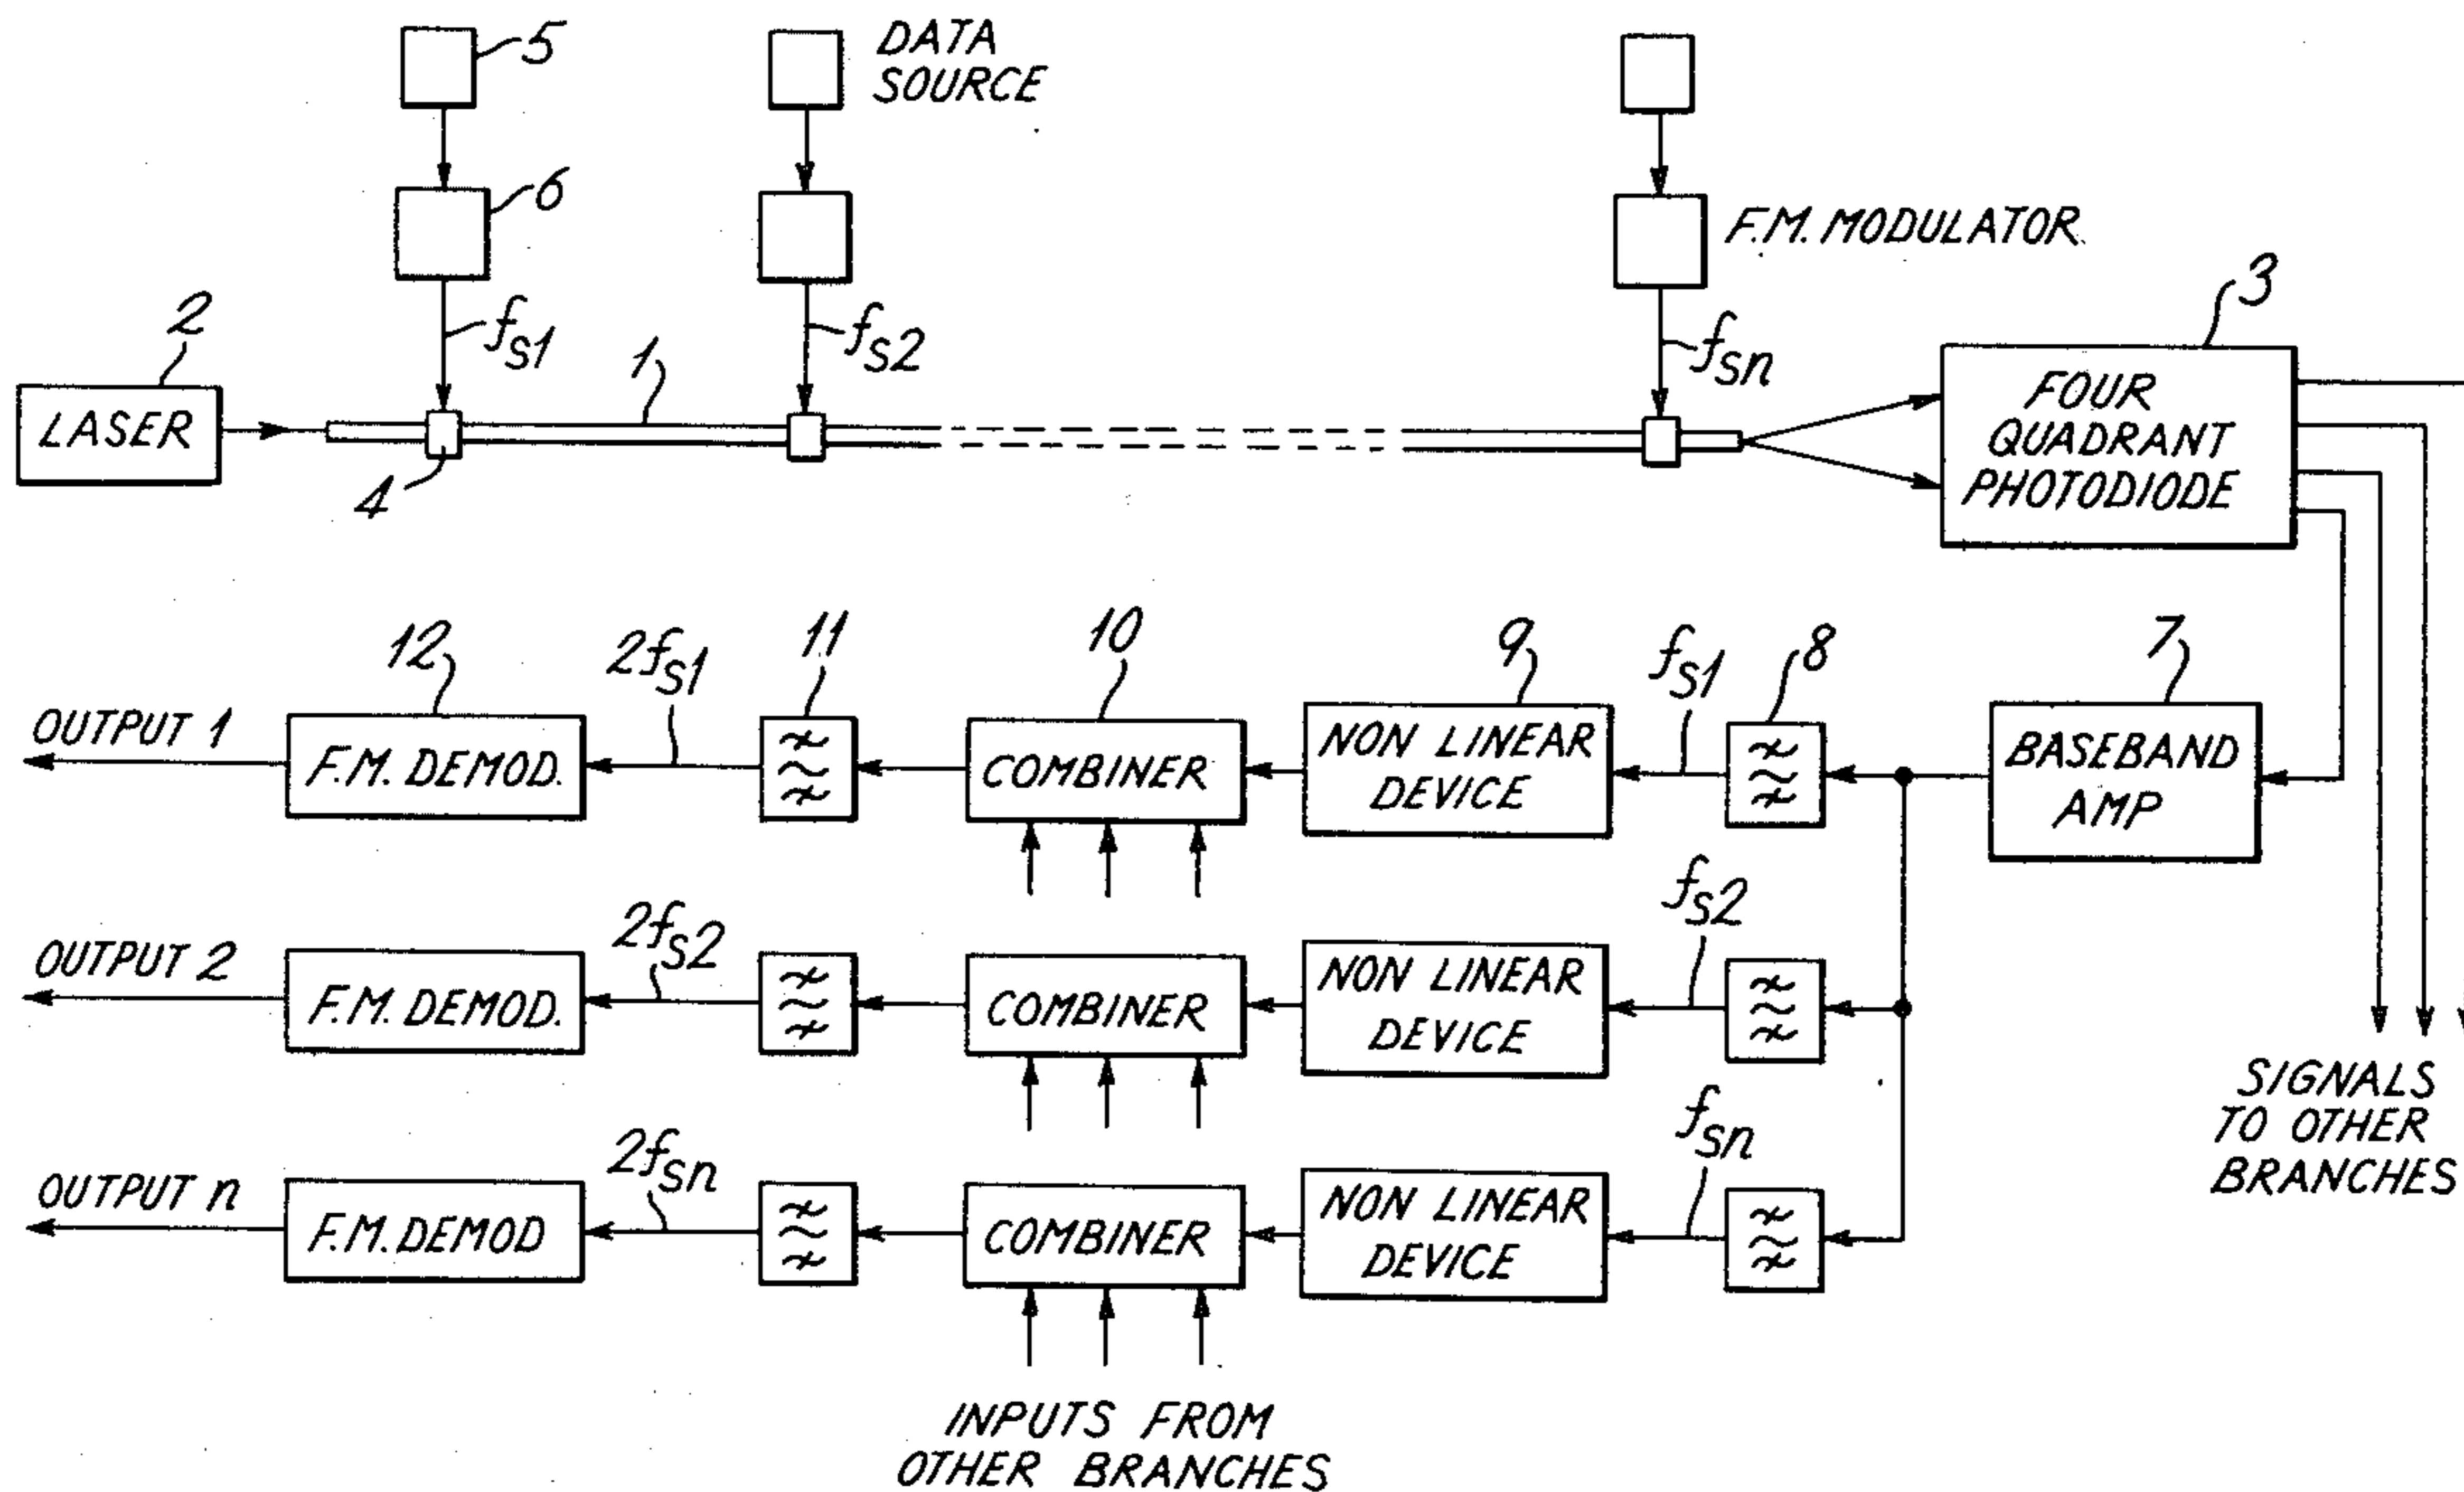 5
DATA
SOURCE
6
F.M. MODULATOR
2
fs1
1
fs2
fsn
3
LASER
4
FOUR
QUADRANT
PHOTODIODE
12
2fs1
11
10
9
fs1
8
7
OUTPUT 1
F.M. DEMOD.
COMBINER
NON LINEAR
DEVICE
BASEBAND
AMP
2fs2
fs2
OUTPUT 2
F.M. DEMOD.
COMBINER
NON LINEAR
DEVICE
SIGNALS
TO OTHER
BRANCHES
2fsn
fsn
OUTPUT n
F.M. DEMOD
COMBINER
NON LINEAR
DEVICE
INPUTS FROM
OTHER BRANCHES